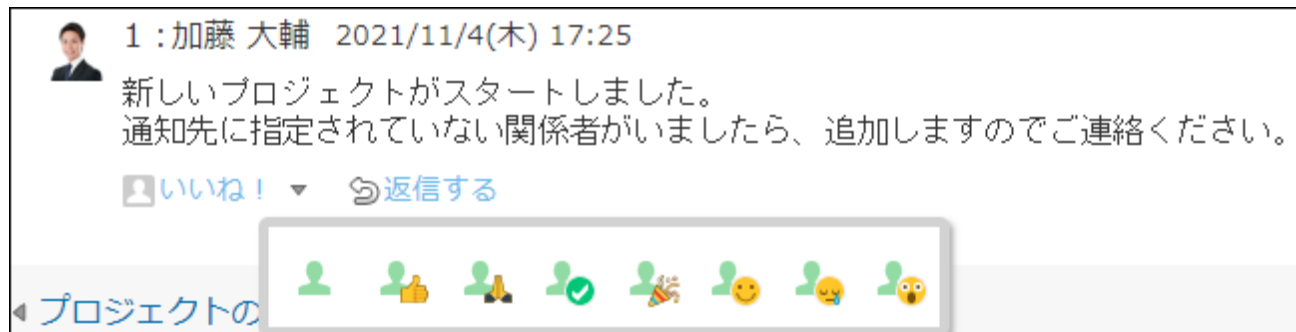 1 :加藤 大輔 2021/11/4(木) 17:25
新しいプロジェクトがスタートしました。
通知先に指定されていない関係者がいましたら、追加しますのでご連絡ください。
いいね! ▼ 返信する
プロジェクトの